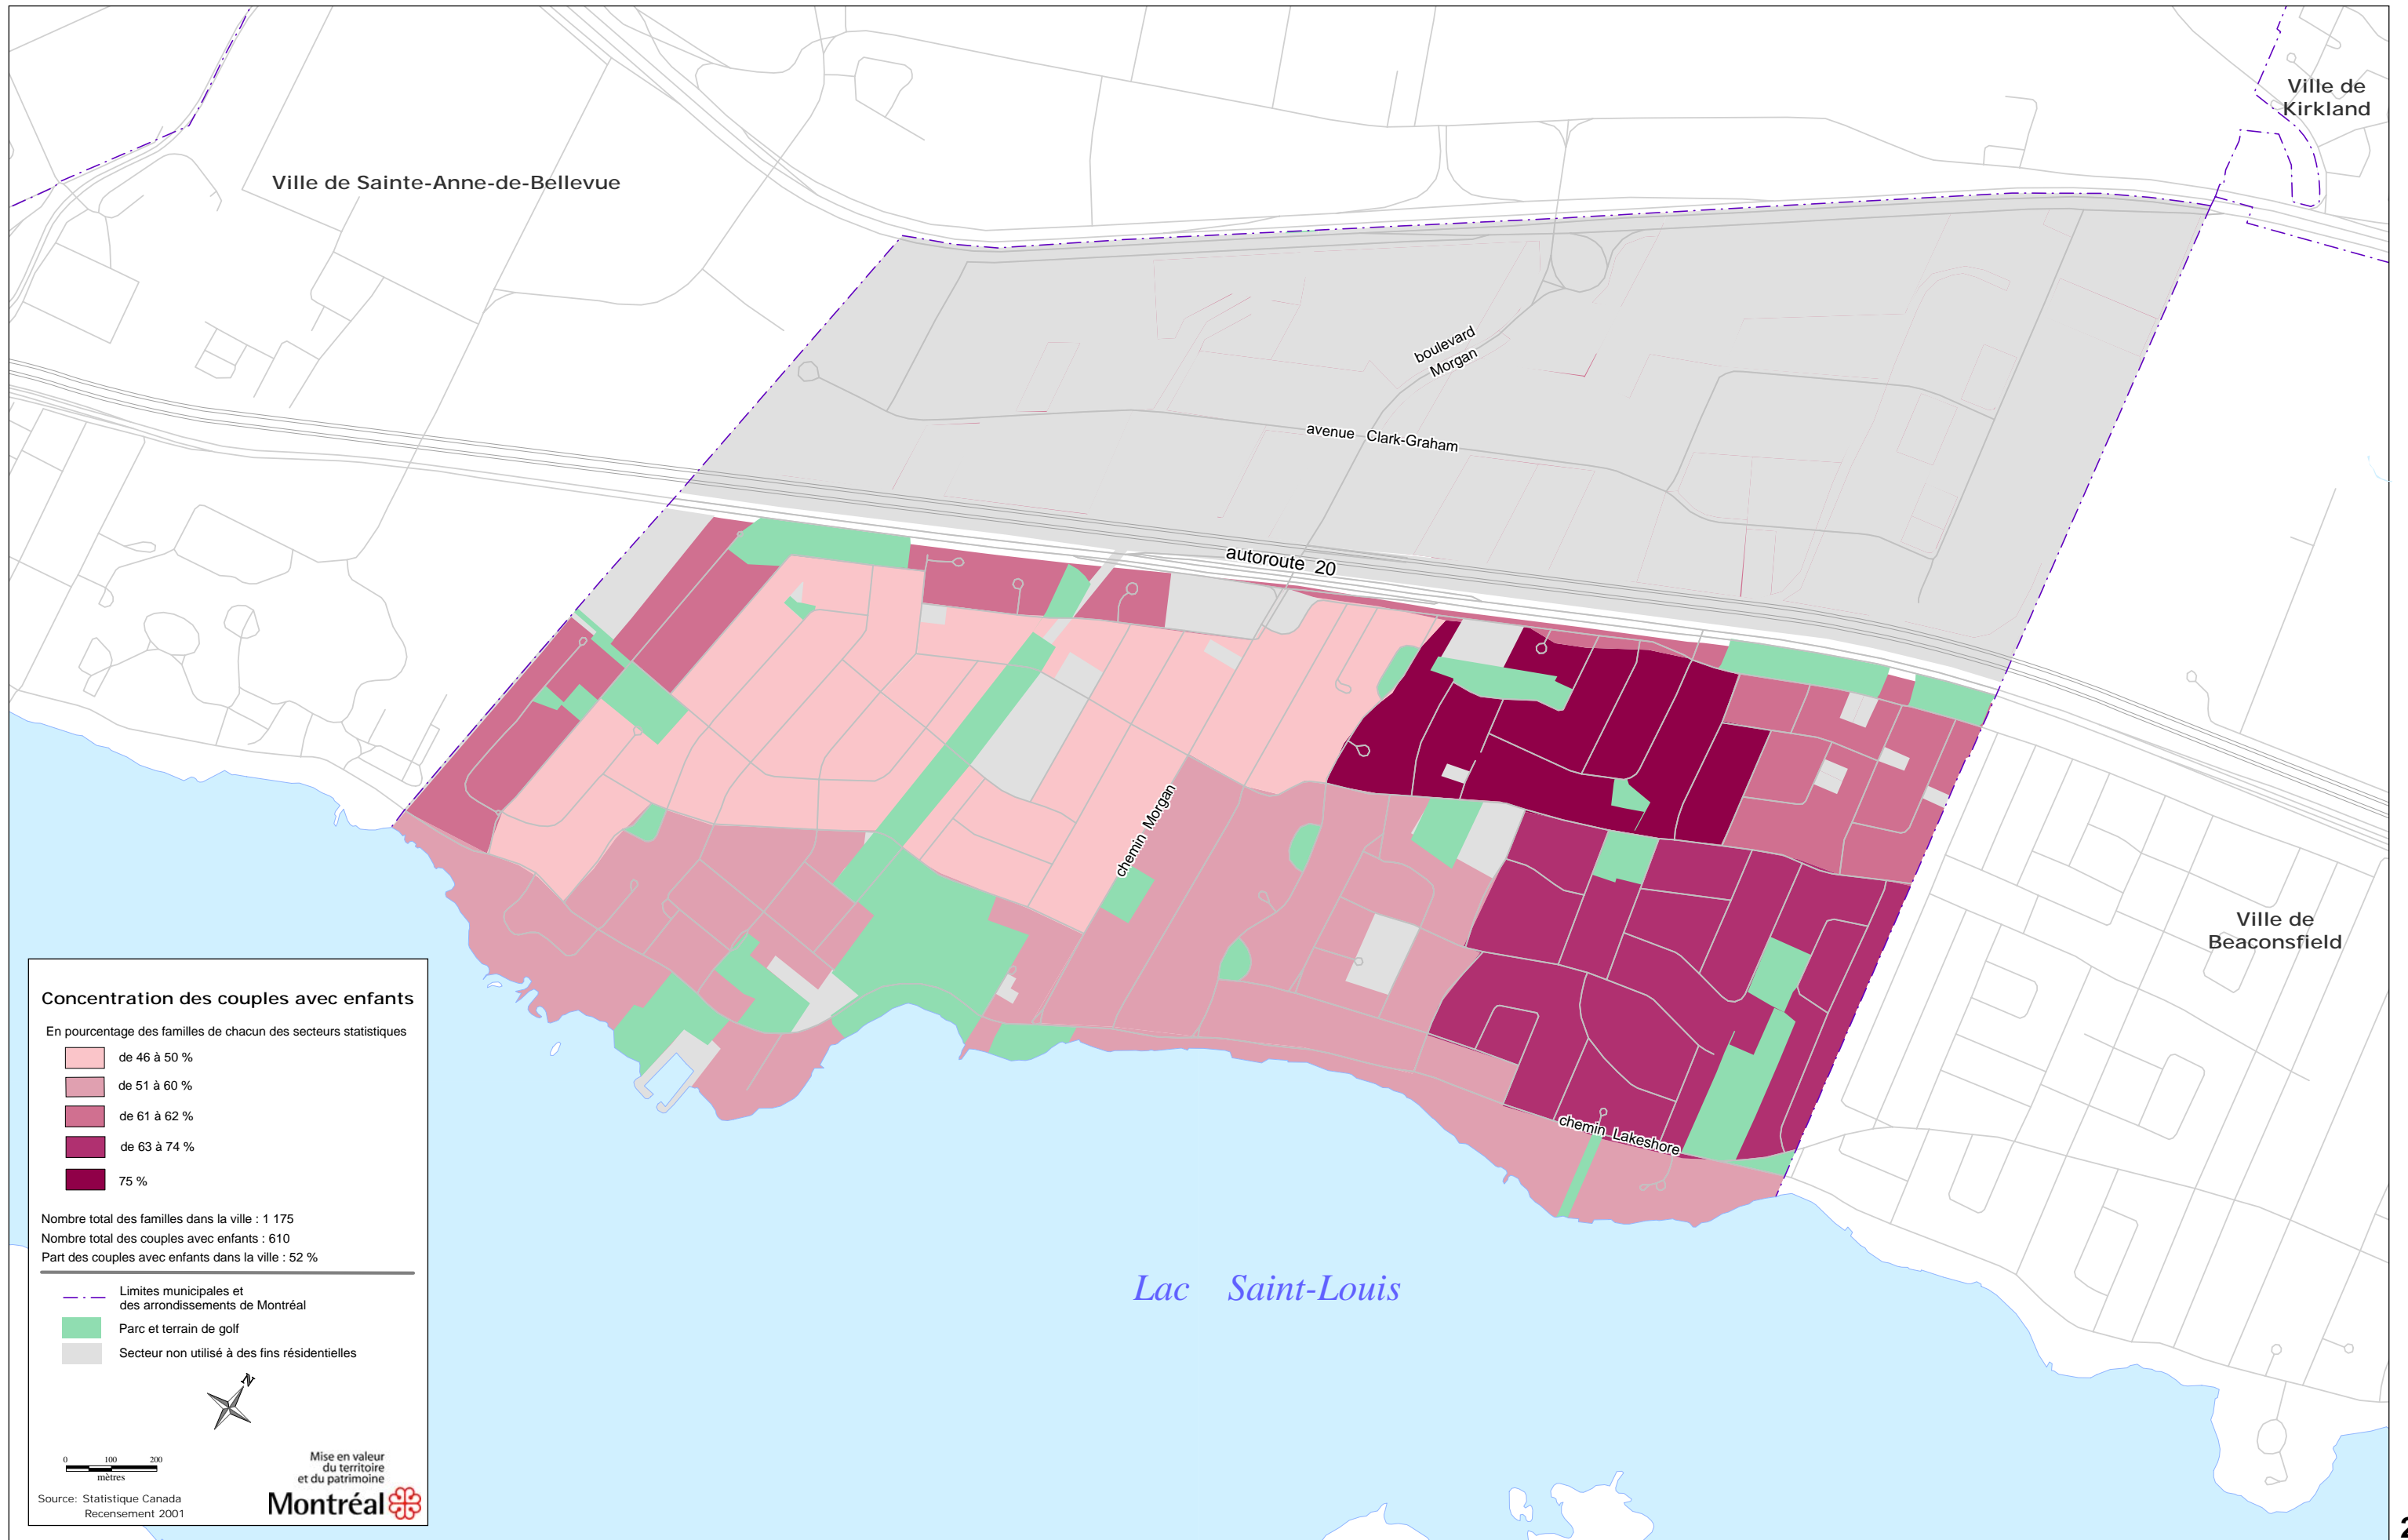 Ville de
Kirkland
Ville de Sainte-Anne-de-Bellevue
boulevard
Morgan
avenue Clark-Graham
autoroute 20
chemin Morgan
Ville de
Beaconsfield
chemin Lakeshore
Lac Saint-Louis
Concentration des couples avec enfants
En pourcentage des familles de chacun des secteurs statistiques
de 46 à 50 %
de 51 à 60 %
de 61 à 62 %
de 63 à 74 %
75 %
Nombre total des familles dans la ville : 1 175
Nombre total des couples avec enfants : 610
Part des couples avec enfants dans la ville : 52 %
Limites municipales et
des arrondissements de Montréal
Parc et terrain de golf
Secteur non utilisé à des fins résidentielles
N
0 100 200
mètres
Mise en valeur
du territoire
et du patrimoine
Montréal
Source: Statistique Canada
Recensement 2001